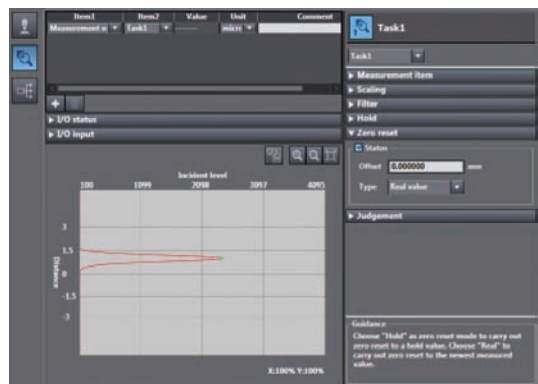 Item1 Item2 Value Unit Comment
Measurement v Task1 ------- micro
I/O status
I/O input
Incident level
100 1099 2098 3097 4095
Distance
3
1.5
0
-1.5
-3
X:100% Y:100%
Task1
Task1
Measurement item
Scaling
Filter
Hold
Zero reset
Status
Offset 0.000000 mm
Type Real value
Judgement
Guidance
Choose "Hold" as zero reset mode to carry out
zero reset to a hold value. Choose "Real" to
carry out zero reset to the newest measured
value.